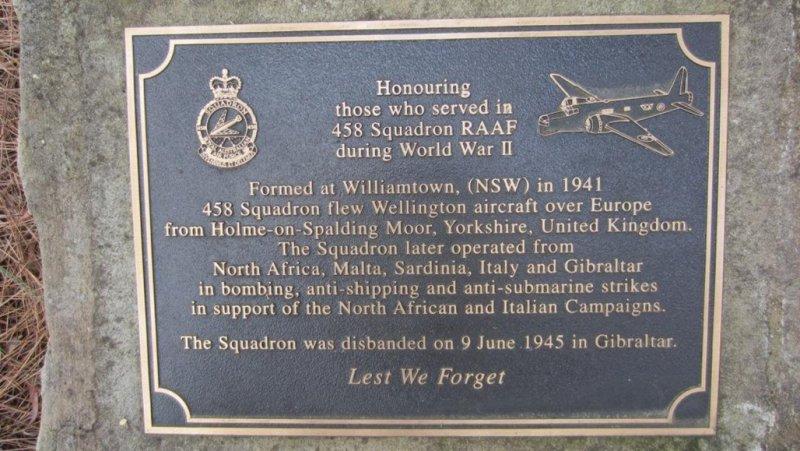 SQUADRON
Honouring
those who served in
458 Squadron RAAF
during World War II
Formed at Williamtown, (NSW) in 1941
458 Squadron flew Wellington aircraft over Europe
from Holme-on-Spalding Moor, Yorkshire, United Kingdom.
The Squadron later operated from
North Africa, Malta, Sardinia, Italy and Gibraltar
in bombing, anti-shipping and anti-submarine strikes
in support of the North African and Italian Campaigns.
The Squadron was disbanded on 9 June 1945 in Gibraltar.
Lest We Forget